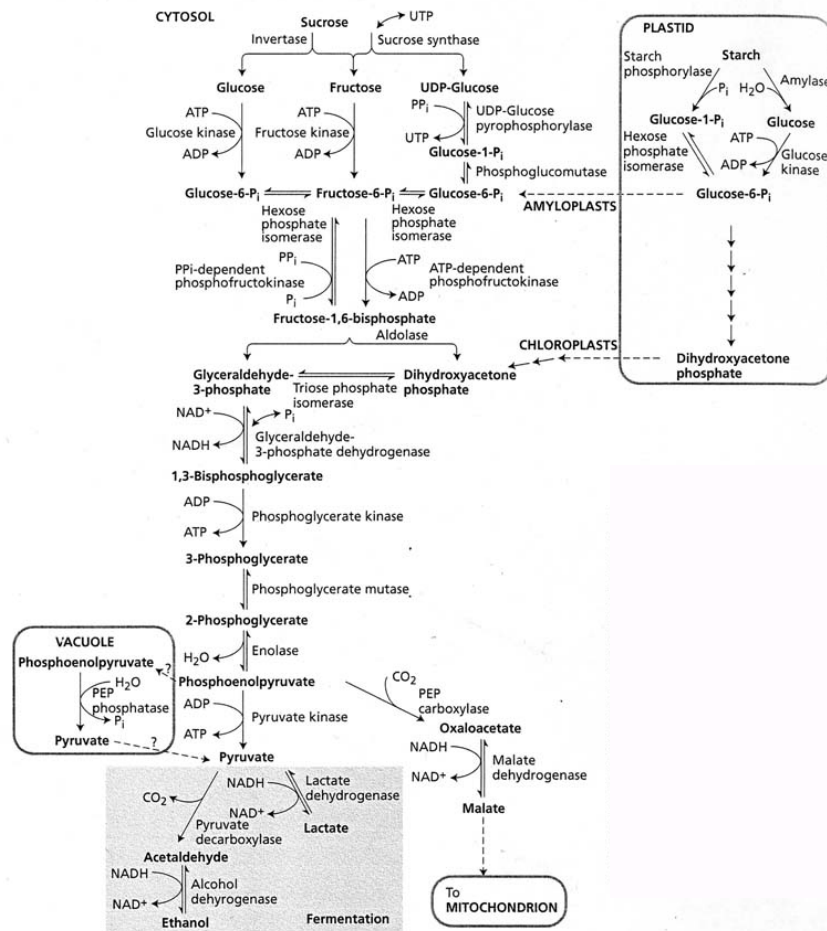 CYTOSOL
Sucrose
UTP
Invertase
Sucrose synthase
Glucose
Fructose
UDP-Glucose
ATP
Glucose kinase
ADP
ATP
Fructose kinase
ADP
PPi
UTP
UDP-Glucose
pyrophosphorylase
Glucose-1-Pi
Phosphoglucomutase
Glucose-6-Pi
Fructose-6-Pi
Glucose-6-Pi
Hexose
phosphate
isomerase
Hexose
phosphate
isomerase
AMYLOPLASTS
PPi-dependent
phosphofructokinase
PPi
Pi
ATP
ADP
ATP-dependent
phosphofructokinase
Fructose-1,6-bisphosphate
Aldolase
CHLOROPLASTS
Glyceraldehyde-
3-phosphate
Triose phosphate
isomerase
Dihydroxyacetone
phosphate
PLASTID
Starch
Starch
phosphorylase
Pi
H2O
Amylase
Glucose-1-Pi
Glucose
Hexose
phosphate
isomerase
ATP
ADP
Glucose
kinase
Glucose-6-Pi
Dihydroxyacetone
phosphate
NAD+
NADH
Pi
Glyceraldehyde-
3-phosphate dehydrogenase
1,3-Bisphosphoglycerate
ADP
ATP
Phosphoglycerate kinase
3-Phosphoglycerate
Phosphoglycerate mutase
2-Phosphoglycerate
H2O
Enolase
Phosphoenolpyruvate
ADP
ATP
Pyruvate kinase
Pyruvate
VACUOLE
Phosphoenolpyruvate
?
H2O
PEP
phosphatase
Pi
Pyruvate
?
CO2
PEP
carboxylase
Oxaloacetate
NADH
NAD+
Malate
dehydrogenase
Malate
To
MITOCHONDRION
CO2
Pyruvate
decarboxylase
NADH
NAD+
Lactate
dehydrogenase
Lactate
Acetaldehyde
NADH
NAD+
Alcohol
dehyrogenase
Ethanol
Fermentation